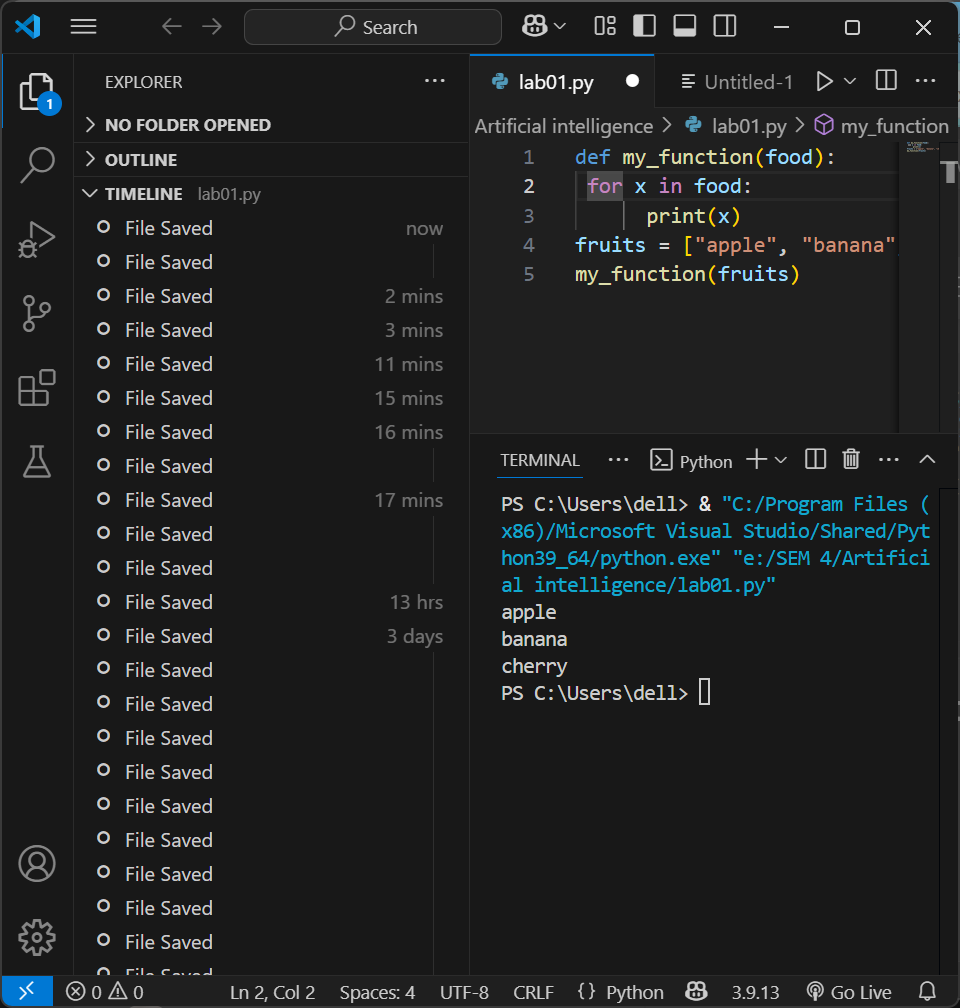 Search
EXPLORER
1
NO FOLDER OPENED
OUTLINE
TIMELINE lab01.py
File Saved now
File Saved
File Saved 2 mins
File Saved 3 mins
File Saved 11 mins
File Saved 15 mins
File Saved 16 mins
File Saved
File Saved 17 mins
File Saved
File Saved
File Saved 13 hrs
File Saved 3 days
File Saved
File Saved
File Saved
File Saved
File Saved
File Saved
File Saved
File Saved
File Saved
File Saved
lab01.py Untitled-1
Artificial intelligence > lab01.py > my_function
1 def my_function(food):
2 for x in food:
3 print(x)
4 fruits = ["apple", "banana"
5 my_function(fruits)
TERMINAL Python
PS C:\Users\dell> & "C:/Program Files (
x86)/Microsoft Visual Studio/Shared/Pyt
hon39_64/python.exe" "e:/SEM 4/Artifici
al intelligence/lab01.py"
apple
banana
cherry
PS C:\Users\dell>
0 0 Ln 2, Col 2 Spaces: 4 UTF-8 CRLF {} Python 3.9.13 Go Live